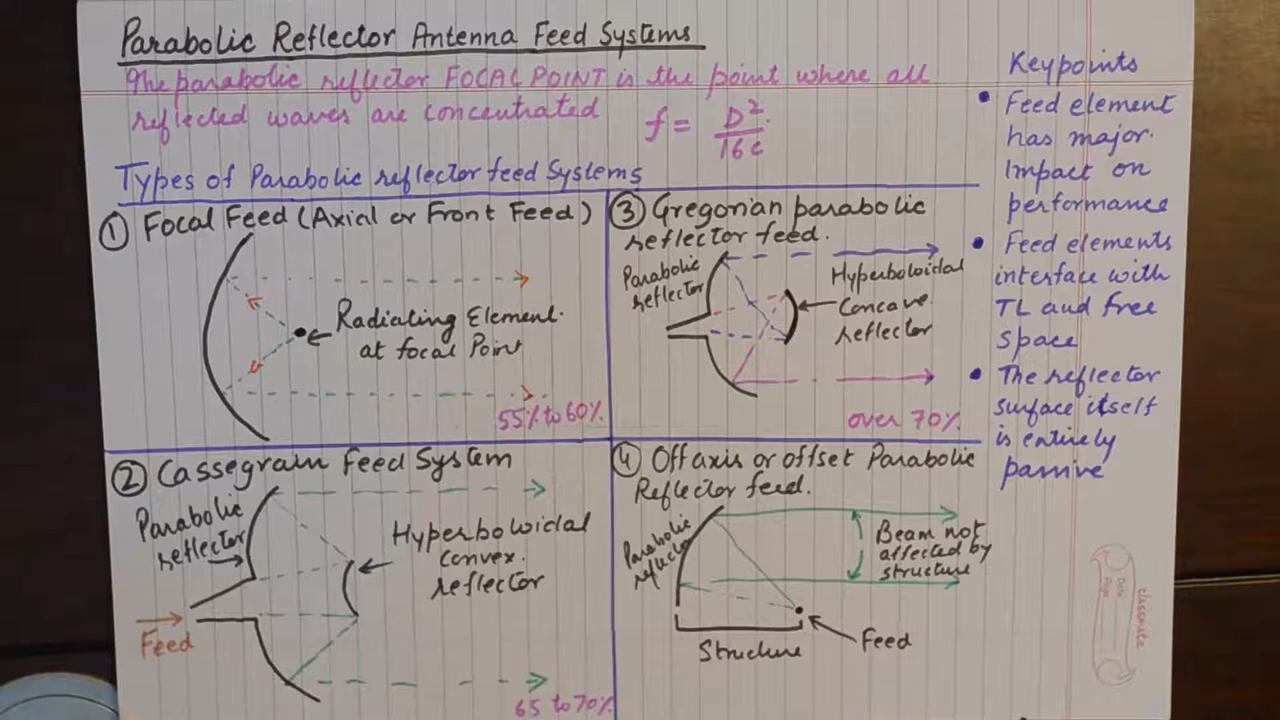 Parabolic Reflector Antenna Feed Systems
The parabolic reflector FOCAL POINT is the point where all
reflected waves are concentrated f = D²/16c
Types of Parabolic reflector feed Systems
① Focal Feed (Axial or Front Feed)
Radiating Element
at focal Point
55% to 60%
② Cassegrain Feed System
Parabolic
reflector
Hyperboloidal
convex
reflector
Feed
65 to 70%
③ Gregorian parabolic
reflector feed.
Parabolic
reflector
Hyperboloidal
Concave
reflector
over 70%
④ Off axis or offset Parabolic
Reflector feed.
Parabolic
reflector
Beam not
affected by
structure
Structure
Feed
Keypoints
• Feed element
has major
Impact on
performance
• Feed elements
interface with
TL and free
space
• The reflector
surface itself
is entirely
passive
classmate
Date
Page